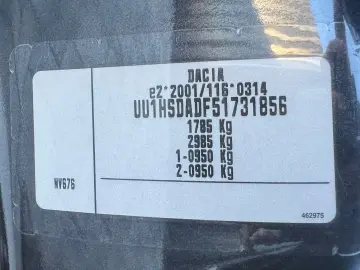 DACIA
e2*2001/116*0314
UU1HSDADF51731856
1785 Kg
2985 Kg
1-0950 Kg
2-0950 Kg
NV676
462975